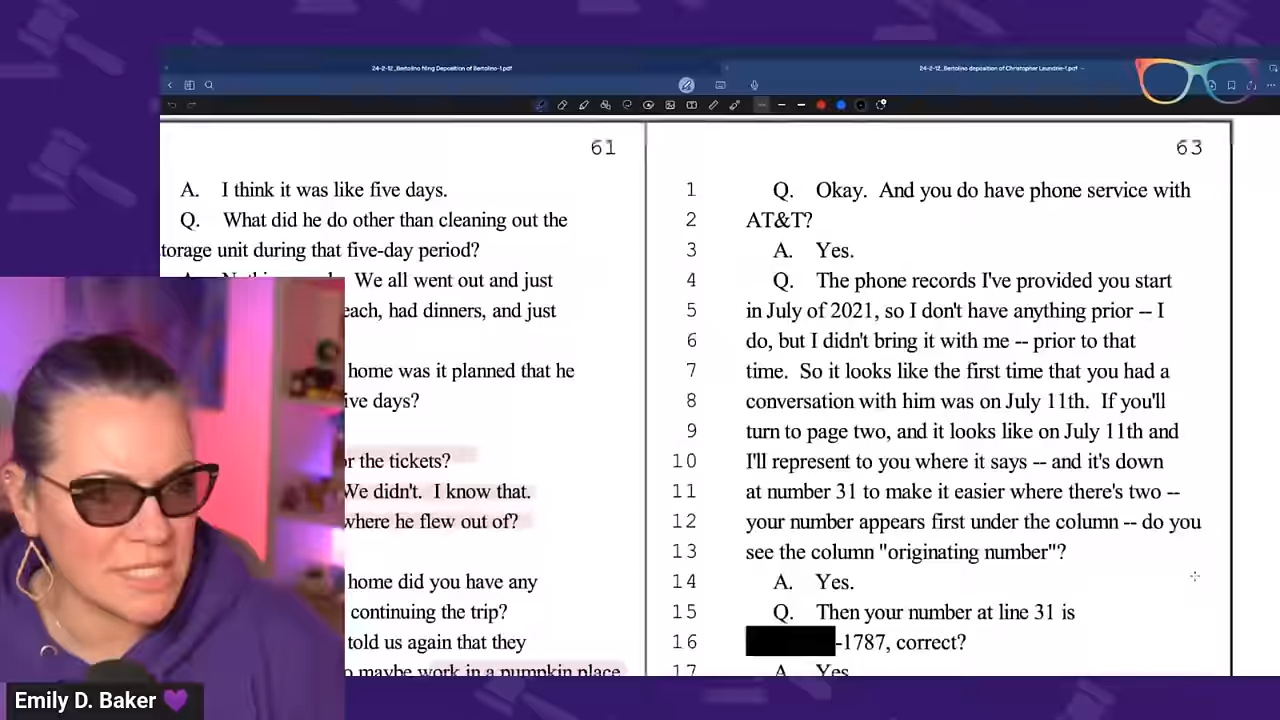 24-2-12_Bertolino filing Deposition of Bertolino-1.pdf
24-2-12_Bertolino deposition of Christopher Laundrie-1.pdf
61
A. I think it was like five days.
Q. What did he do other than cleaning out the
torage unit during that five-day period?
We all went out and just
each, had dinners, and just
home was it planned that he
ive days?
or the tickets?
We didn't. I know that.
where he flew out of?
home did you have any
continuing the trip?
told us again that they
o maybe work in a pumpkin place
63
1 Q. Okay. And you do have phone service with
2 AT&T?
3 A. Yes.
4 Q. The phone records I've provided you start
5 in July of 2021, so I don't have anything prior -- I
6 do, but I didn't bring it with me -- prior to that
7 time. So it looks like the first time that you had a
8 conversation with him was on July 11th. If you'll
9 turn to page two, and it looks like on July 11th and
10 I'll represent to you where it says -- and it's down
11 at number 31 to make it easier where there's two --
12 your number appears first under the column -- do you
13 see the column "originating number"?
14 A. Yes.
15 Q. Then your number at line 31 is
16 -1787, correct?
17 A. Yes
Emily D. Baker 💜